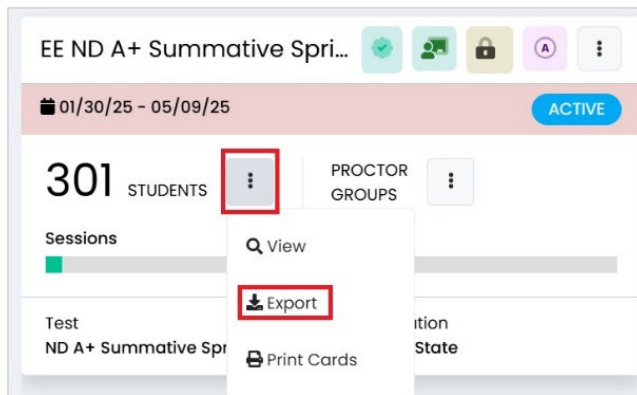 EE ND A+ Summative Spri...
A
01/30/25 - 05/09/25
ACTIVE
301 STUDENTS
PROCTOR
GROUPS
Sessions
View
Export
Print Cards
Test
ND A+ Summative Spr
ution
State